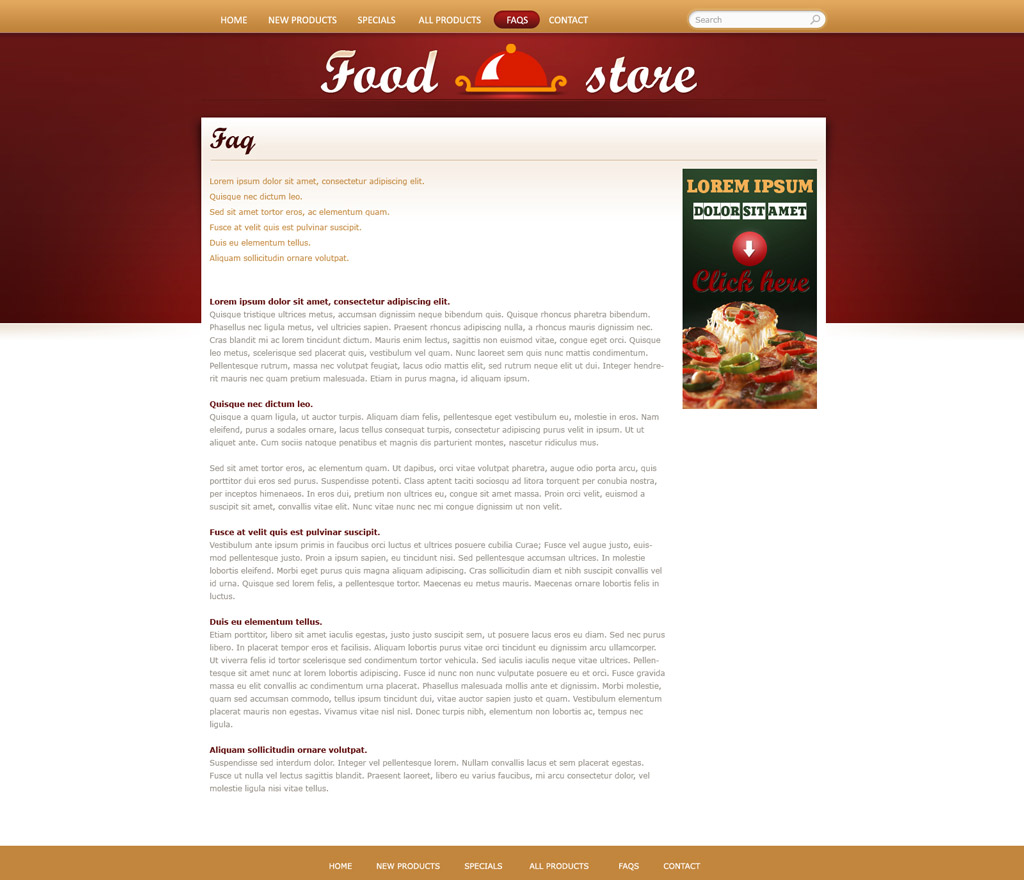 HOME NEW PRODUCTS SPECIALS ALL PRODUCTS FAQS CONTACT Search
Food store
Faq
Lorem ipsum dolor sit amet, consectetur adipiscing elit.
Quisque nec dictum leo.
Sed sit amet tortor eros, ac elementum quam.
Fusce at velit quis est pulvinar suscipit.
Duis eu elementum tellus.
Aliquam sollicitudin ornare volutpat.
LOREM IPSUM
DOLOR SIT AMET
Click here
Lorem ipsum dolor sit amet, consectetur adipiscing elit.
Quisque tristique ultrices metus, accumsan dignissim neque bibendum quis. Quisque rhoncus pharetra bibendum.
Phasellus nec ligula metus, vel ultricies sapien. Praesent rhoncus adipiscing nulla, a rhoncus mauris dignissim nec.
Cras blandit mi ac lorem tincidunt dictum. Mauris enim lectus, sagittis non euismod vitae, congue eget orci. Quisque
leo metus, scelerisque sed placerat quis, vestibulum vel quam. Nunc laoreet sem quis nunc mattis condimentum.
Pellentesque rutrum, massa nec volutpat feugiat, lacus odio mattis elit, sed rutrum neque elit ut dui. Integer hendre-
rit mauris nec quam pretium malesuada. Etiam in purus magna, id aliquam ipsum.
Quisque nec dictum leo.
Quisque a quam ligula, ut auctor turpis. Aliquam diam felis, pellentesque eget vestibulum eu, molestie in eros. Nam
eleifend, purus a sodales ornare, lacus tellus consequat turpis, consectetur adipiscing purus velit in ipsum. Ut ut
aliquet ante. Cum sociis natoque penatibus et magnis dis parturient montes, nascetur ridiculus mus.
Sed sit amet tortor eros, ac elementum quam. Ut dapibus, orci vitae volutpat pharetra, augue odio porta arcu, quis
porttitor dui eros sed purus. Suspendisse potenti. Class aptent taciti sociosqu ad litora torquent per conubia nostra,
per inceptos himenaeos. In eros dui, pretium non ultrices eu, congue sit amet massa. Proin orci velit, euismod a
suscipit sit amet, convallis vitae elit. Nunc vitae nunc nec mi congue dignissim ut non velit.
Fusce at velit quis est pulvinar suscipit.
Vestibulum ante ipsum primis in faucibus orci luctus et ultrices posuere cubilia Curae; Fusce vel augue justo, euis-
mod pellentesque justo. Proin a ipsum sapien, eu tincidunt nisi. Sed pellentesque accumsan ultrices. In molestie
lobortis eleifend. Morbi eget purus quis magna aliquam adipiscing. Cras sollicitudin diam et nibh suscipit convallis vel
id urna. Quisque sed lorem felis, a pellentesque tortor. Maecenas eu metus mauris. Maecenas ornare lobortis felis in
luctus.
Duis eu elementum tellus.
Etiam porttitor, libero sit amet iaculis egestas, justo justo suscipit sem, ut posuere lacus eros eu diam. Sed nec purus
libero. In placerat tempor eros et facilisis. Aliquam lobortis purus vitae orci tincidunt eu dignissim arcu ullamcorper.
Ut viverra felis id tortor scelerisque sed condimentum tortor vehicula. Sed iaculis iaculis neque vitae ultrices. Pellen-
tesque sit amet nunc at lorem lobortis adipiscing. Fusce id nunc non nunc vulputate posuere eu et orci. Fusce gravida
massa eu elit convallis ac condimentum urna placerat. Phasellus malesuada mollis ante et dignissim. Morbi molestie,
quam sed accumsan commodo, tellus ipsum tincidunt dui, vitae auctor sapien justo et quam. Vestibulum elementum
placerat mauris non egestas. Vivamus vitae nisl nisl. Donec turpis nibh, elementum non lobortis ac, tempus nec
ligula.
Aliquam sollicitudin ornare volutpat.
Suspendisse sed interdum dolor. Integer vel pellentesque lorem. Nullam convallis lacus et sem placerat egestas.
Fusce ut nulla vel lectus sagittis blandit. Praesent laoreet, libero eu varius faucibus, mi arcu consectetur dolor, vel
molestie ligula nisi vitae tellus.
HOME NEW PRODUCTS SPECIALS ALL PRODUCTS FAQS CONTACT